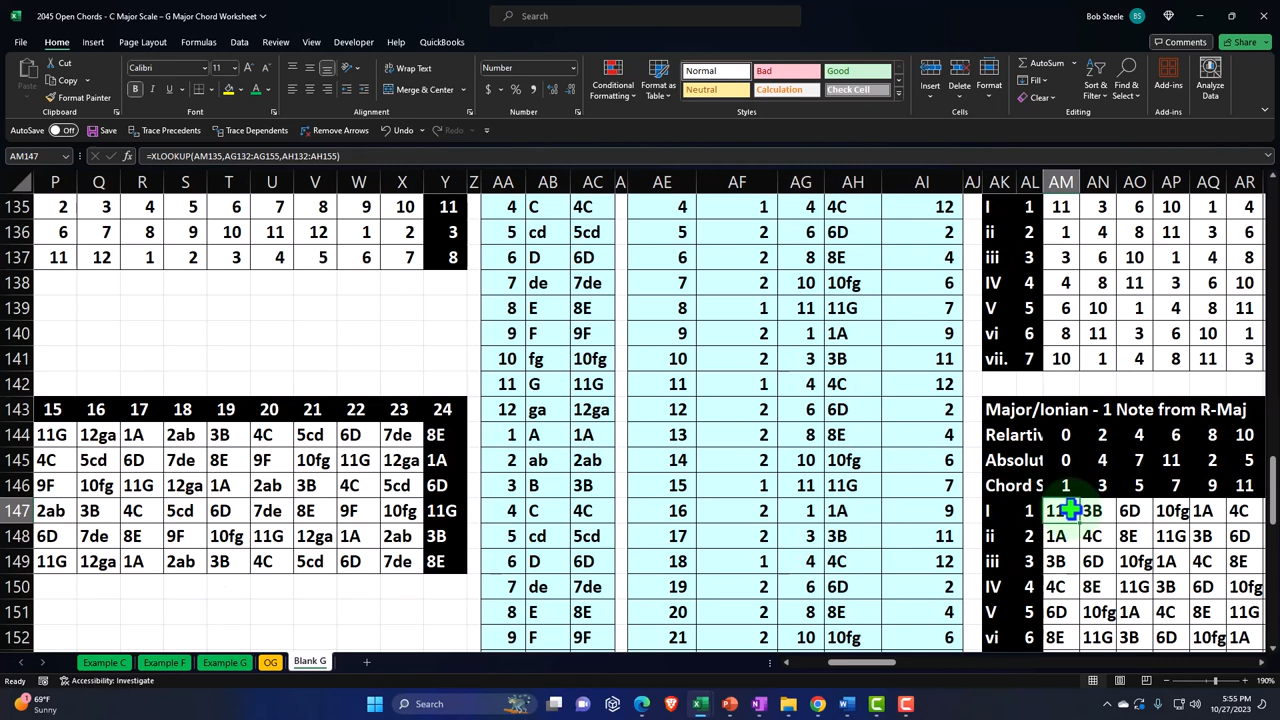 2045 Open Chords - C Major Scale – G Major Chord Worksheet
Search
Bob Steele BS
File Home Insert Page Layout Formulas Data Review View Developer Automate Help QuickBooks
Comments Share
Cut
Copy
Format Painter
Paste
Clipboard
Calibri 11
Font
Wrap Text
Merge & Center
Alignment
Number
Number
Conditional Formatting
Format as Table
Normal Bad Good
Neutral Calculation Check Cell
Styles
Insert Delete Format
Cells
AutoSum
Fill
Clear
Sort & Filter
Find & Select
Editing
Add-ins
Add-ins
Analyze Data
AutoSave Off Save Trace Precedents Trace Dependents Remove Arrows Undo Redo
AM147 fx =XLOOKUP(AM135,AG132:AG155,AH132:AH155)
P Q R S T U V W X Y Z AA AB AC A AE AF AG AH AI AJ AK AL AM AN AO AP AQ AR
135 2 3 4 5 6 7 8 9 10 11 4 C 4C 4 1 4 4C 12 I 1 11 3 6 10 1 4
136 6 7 8 9 10 11 12 1 2 3 5 cd 5cd 5 2 6 6D 2 ii 2 1 4 8 11 3 6
137 11 12 1 2 3 4 5 6 7 8 6 D 6D 6 2 8 8E 4 iii 3 3 6 10 1 4 8
138 7 de 7de 7 2 10 10fg 6 IV 4 4 8 11 3 6 10
139 8 E 8E 8 1 11 11G 7 V 5 6 10 1 4 8 11
140 9 F 9F 9 2 1 1A 9 vi 6 8 11 3 6 10 1
141 10 fg 10fg 10 2 3 3B 11 vii. 7 10 1 4 8 11 3
142 11 G 11G 11 1 4 4C 12
143 15 16 17 18 19 20 21 22 23 24 12 ga 12ga 12 2 6 6D 2 Major/Ionian - 1 Note from R-Maj
144 11G 12ga 1A 2ab 3B 4C 5cd 6D 7de 8E 1 A 1A 13 2 8 8E 4 Relartiv 0 2 4 6 8 10
145 4C 5cd 6D 7de 8E 9F 10fg 11G 12ga 1A 2 ab 2ab 14 2 10 10fg 6 Absolut 0 4 7 11 2 5
146 9F 10fg 11G 12ga 1A 2ab 3B 4C 5cd 6D 3 B 3B 15 1 11 11G 7 Chord S 1 3 5 7 9 11
147 2ab 3B 4C 5cd 6D 7de 8E 9F 10fg 11G 4 C 4C 16 2 1 1A 9 I 1 3B 6D 10fg 1A 4C
148 6D 7de 8E 9F 10fg 11G 12ga 1A 2ab 3B 5 cd 5cd 17 2 3 3B 11 ii 2 1A 4C 8E 11G 3B 6D
149 11G 12ga 1A 2ab 3B 4C 5cd 6D 7de 8E 6 D 6D 18 1 4 4C 12 iii 3 3B 6D 10fg 1A 4C 8E
150 7 de 7de 19 2 6 6D 2 IV 4 4C 8E 11G 3B 6D 10fg
151 8 E 8E 20 2 8 8E 4 V 5 6D 10fg 1A 4C 8E 11G
152 9 F 9F 21 2 10 10fg 6 vi 6 8E 11G 3B 6D 10fg 1A
Example C Example F Example G OG Blank G
Ready Accessibility: Investigate 190%
69°F
Sunny
Search
5:55 PM
10/27/2023